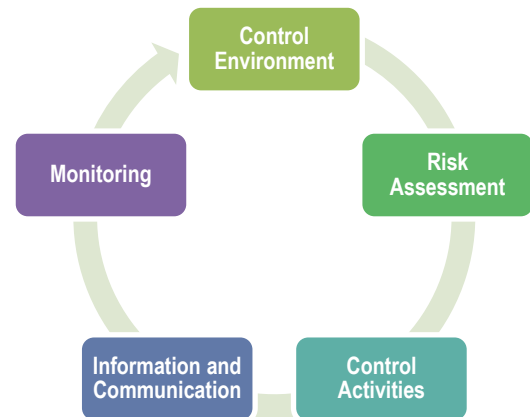 Control
Environment
Risk
Assessment
Control
Activities
Information and
Communication
Monitoring